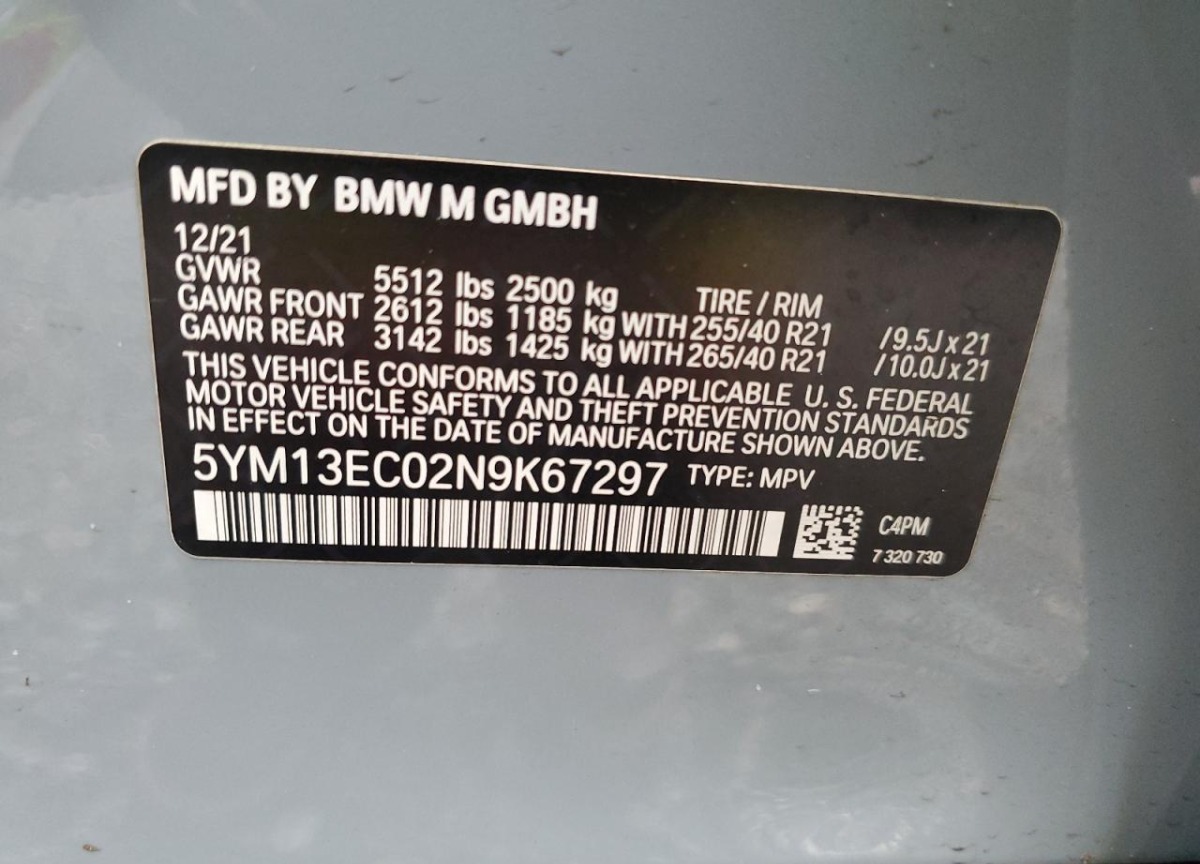 MFD BY BMW M GMBH
12/21
GVWR 5512 lbs 2500 kg TIRE / RIM
GAWR FRONT 2612 lbs 1185 kg WITH 255/40 R21 /9.5J x 21
GAWR REAR 3142 lbs 1425 kg WITH 265/40 R21 /10.0J x 21
THIS VEHICLE CONFORMS TO ALL APPLICABLE U. S. FEDERAL
MOTOR VEHICLE SAFETY AND THEFT PREVENTION STANDARDS
IN EFFECT ON THE DATE OF MANUFACTURE SHOWN ABOVE.
5YM13EC02N9K67297 TYPE: MPV
C4PM
7 320 730